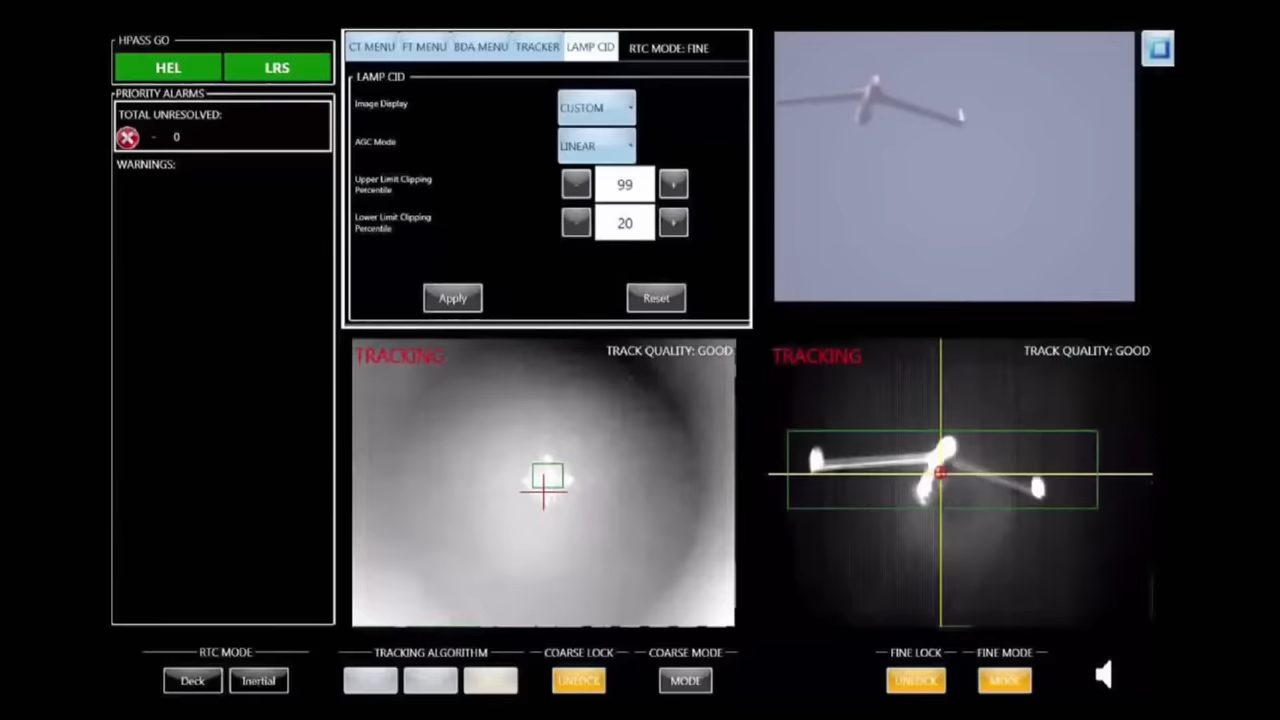 HPASS GO
HEL LRS
PRIORITY ALARMS
TOTAL UNRESOLVED:
- 0
WARNINGS:
CT MENU FT MENU BDA MENU TRACKER LAMP CID RTC MODE: FINE
LAMP CID
Image Display CUSTOM
AGC Mode LINEAR
Upper Limit Clipping
Percentile
- 99 +
Lower Limit Clipping
Percentile
- 20 +
Apply Reset
TRACKING TRACK QUALITY: GOOD
TRACKING TRACK QUALITY: GOOD
RTC MODE
Deck Inertial
TRACKING ALGORITHM
COARSE LOCK
UNLOCK
COARSE MODE
MODE
FINE LOCK
UNLOCK
FINE MODE
MODE